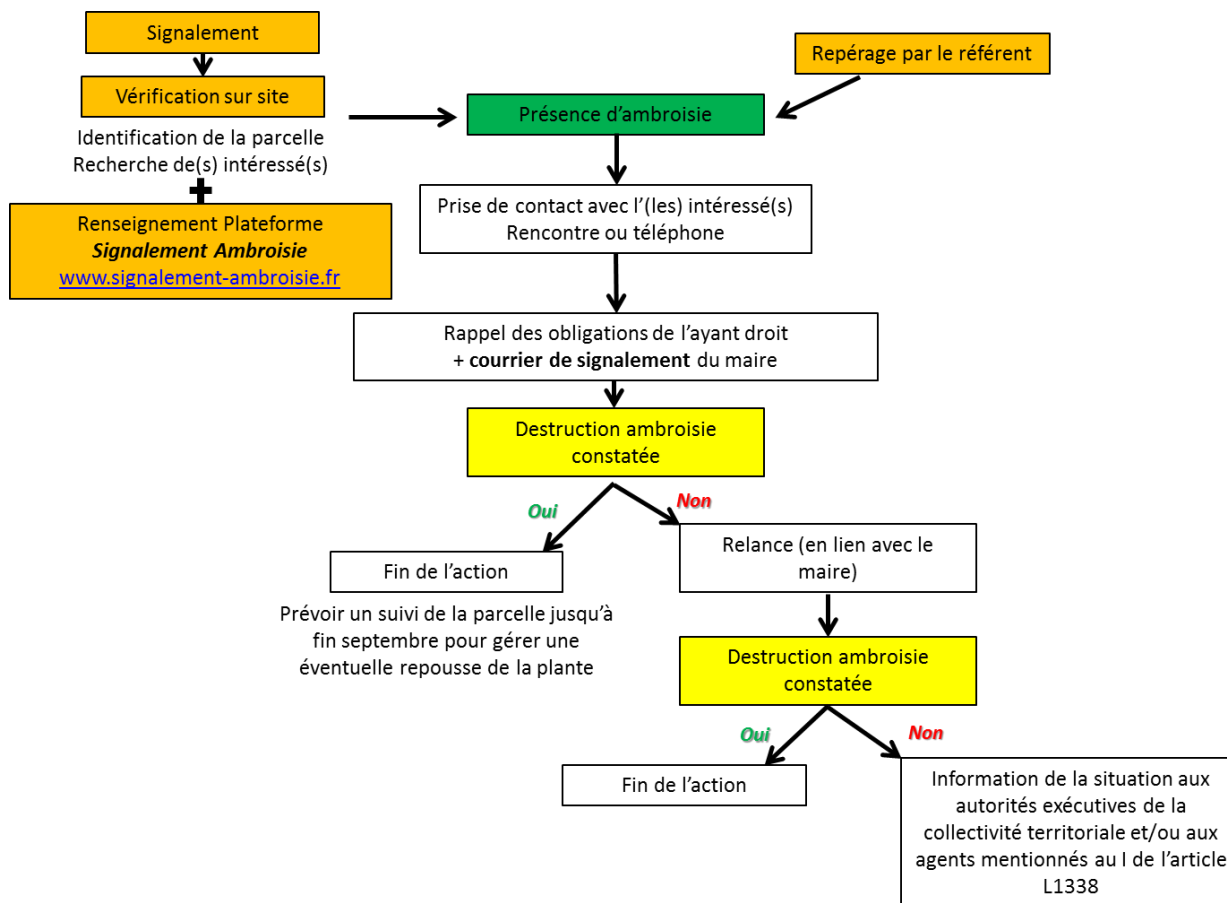 Signalement
Repérage par le référent
Vérification sur site
Présence d’ambroisie
Identification de la parcelle
Recherche de(s) intéressé(s)
+
Renseignement Plateforme
Signalement Ambroisie
www.signalement-ambroisie.fr
Prise de contact avec l’(les) intéressé(s)
Rencontre ou téléphone
Rappel des obligations de l’ayant droit
+ courrier de signalement du maire
Destruction ambroisie
constatée
Oui
Non
Fin de l’action
Prévoir un suivi de la parcelle jusqu’à
fin septembre pour gérer une
éventuelle repousse de la plante
Relance (en lien avec le
maire)
Destruction ambroisie
constatée
Oui
Non
Fin de l’action
Information de la situation aux
autorités exécutives de la
collectivité territoriale et/ou aux
agents mentionnés au I de l’article
L1338